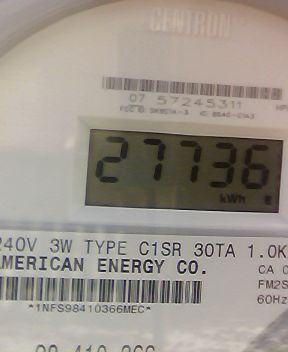 CENTRON
07 57245311
27736
kWh
240V 3W TYPE C1SR 30TA 1.0K
AMERICAN ENERGY CO.
CA 0
FM2S
60Hz
*1NFS98410366MEC*